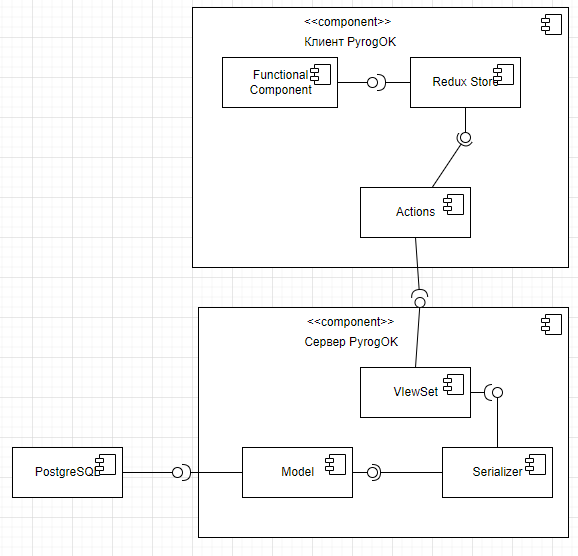 <<component>>
Клиент PyrogOK
Functional
Component
Redux Store
Actions
<<component>>
Сервер PyrogOK
VIewSet
PostgreSQL
Model
Serializer